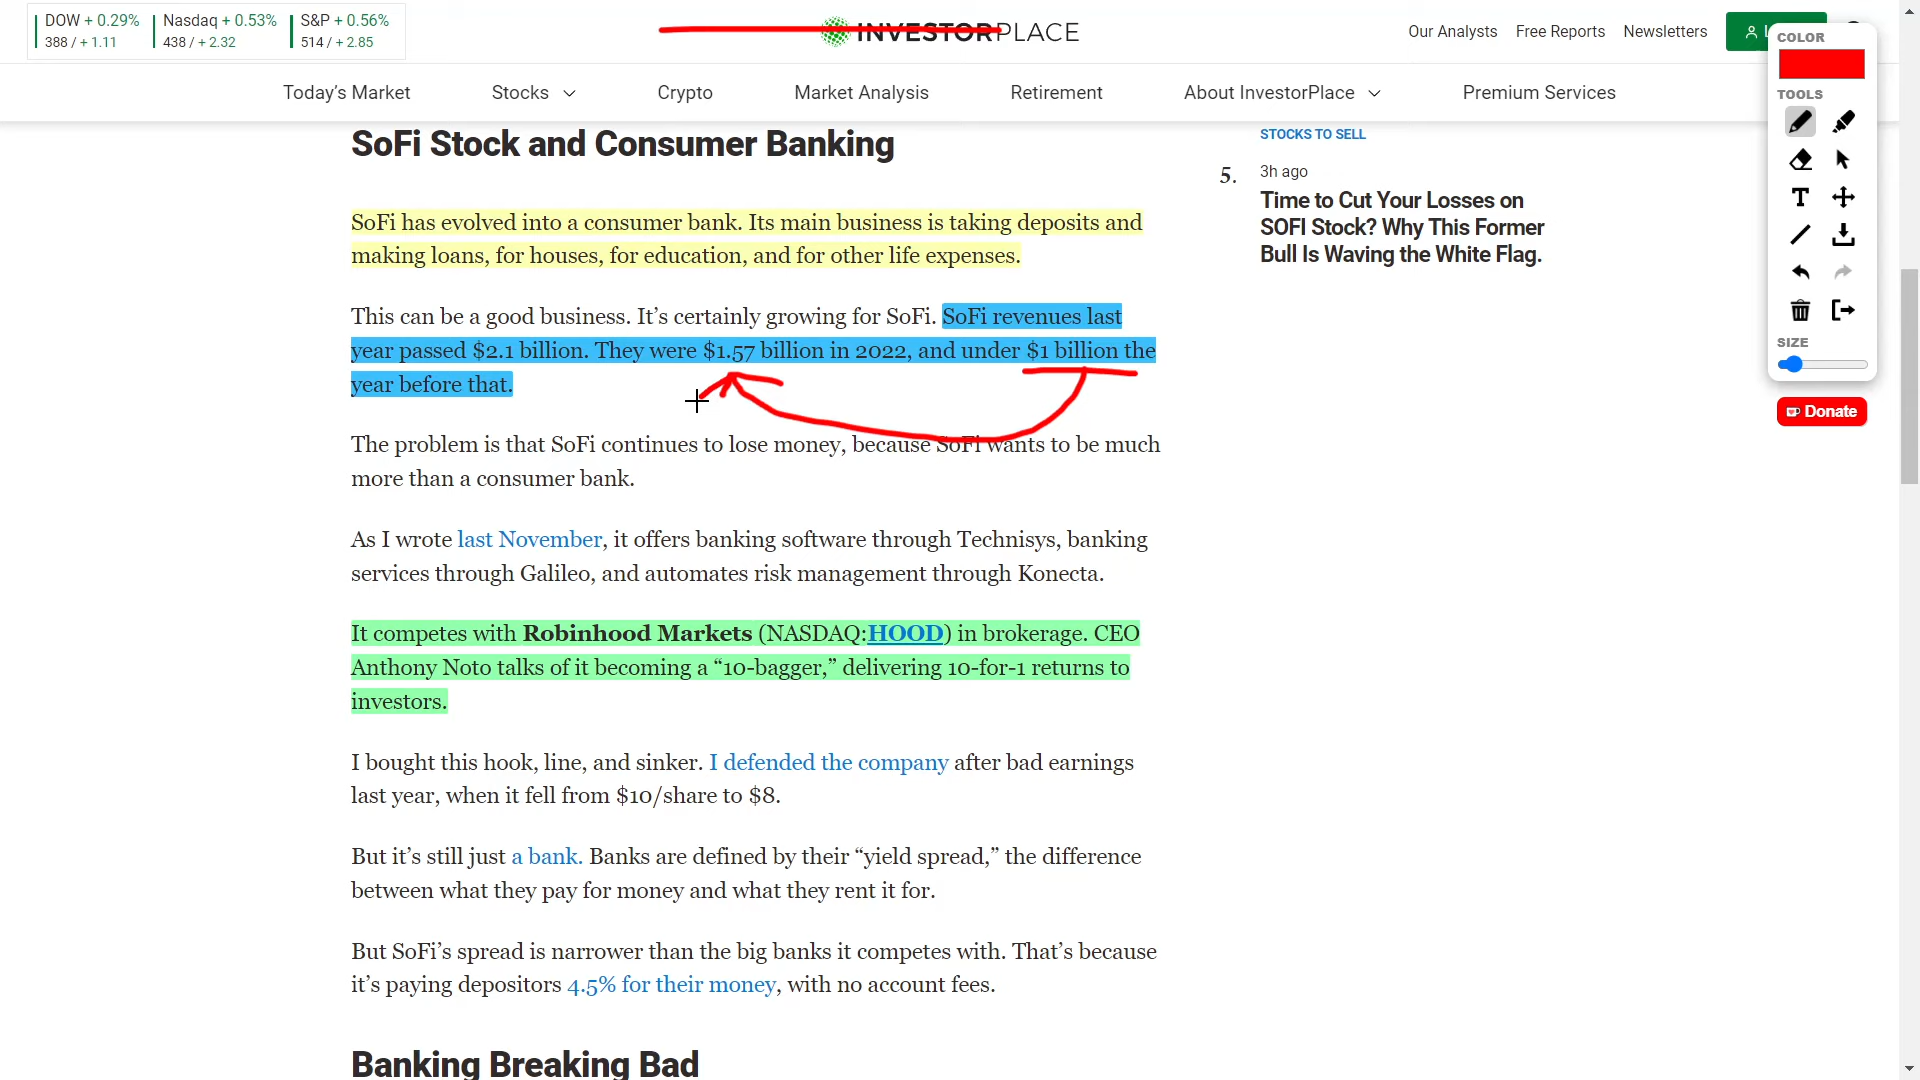 DOW + 0.29%
388 / + 1.11
Nasdaq + 0.53%
438 / + 2.32
S&P + 0.56%
514 / + 2.85
INVESTORPLACE
Our Analysts Free Reports Newsletters
Today’s Market Stocks Crypto Market Analysis Retirement About InvestorPlace Premium Services
SoFi Stock and Consumer Banking
SoFi has evolved into a consumer bank. Its main business is taking deposits and
making loans, for houses, for education, and for other life expenses.
This can be a good business. It’s certainly growing for SoFi. SoFi revenues last
year passed $2.1 billion. They were $1.57 billion in 2022, and under $1 billion the
year before that.
The problem is that SoFi continues to lose money, because SoFi wants to be much
more than a consumer bank.
As I wrote last November, it offers banking software through Technisys, banking
services through Galileo, and automates risk management through Konecta.
It competes with Robinhood Markets (NASDAQ:HOOD) in brokerage. CEO
Anthony Noto talks of it becoming a “10-bagger,” delivering 10-for-1 returns to
investors.
I bought this hook, line, and sinker. I defended the company after bad earnings
last year, when it fell from $10/share to $8.
But it’s still just a bank. Banks are defined by their “yield spread,” the difference
between what they pay for money and what they rent it for.
But SoFi’s spread is narrower than the big banks it competes with. That’s because
it’s paying depositors 4.5% for their money, with no account fees.
Banking Breaking Bad
STOCKS TO SELL
5. 3h ago
Time to Cut Your Losses on
SOFI Stock? Why This Former
Bull Is Waving the White Flag.
COLOR
TOOLS
T
SIZE
Donate